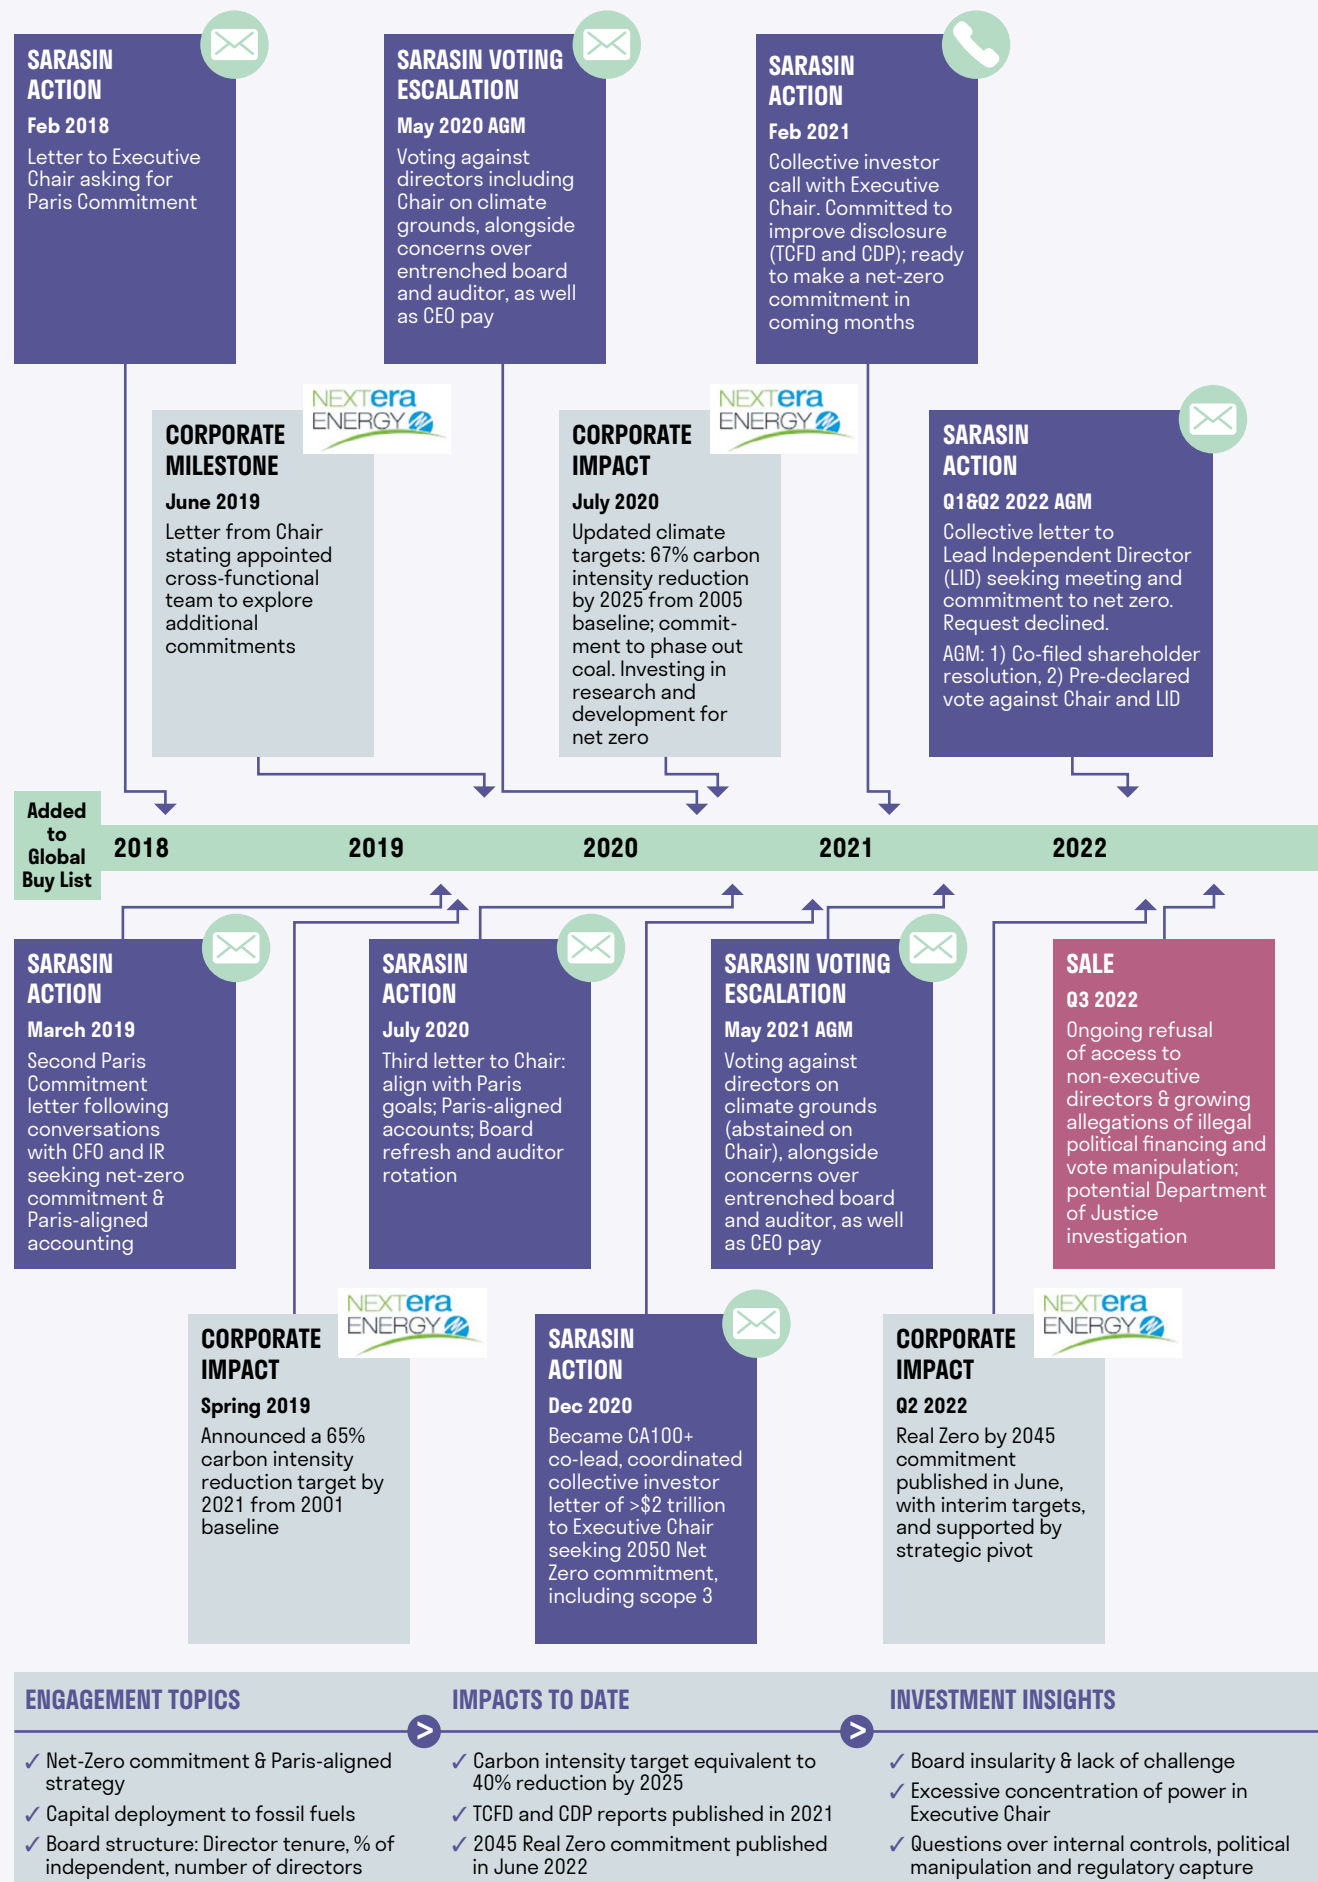 SARASIN
ACTION
Feb 2018
Letter to Executive
Chair asking for
Paris Commitment
SARASIN VOTING
ESCALATION
May 2020 AGM
Voting against
directors including
Chair on climate
grounds, alongside
concerns over
entrenched board
and auditor, as well
as CEO pay
SARASIN
ACTION
Feb 2021
Collective investor
call with Executive
Chair. Committed to
improve disclosure
(TCFD and CDP); ready
to make a net-zero
commitment in
coming months
NEXTera
ENERGY
CORPORATE
MILESTONE
June 2019
Letter from Chair
stating appointed
cross-functional
team to explore
additional
commitments
NEXTera
ENERGY
CORPORATE
IMPACT
July 2020
Updated climate
targets: 67% carbon
intensity reduction
by 2025 from 2005
baseline; commit-
ment to phase out
coal. Investing in
research and
development for
net zero
SARASIN
ACTION
Q1&Q2 2022 AGM
Collective letter to
Lead Independent Director
(LID) seeking meeting and
commitment to net zero.
Request declined.
AGM: 1) Co-filed shareholder
resolution, 2) Pre-declared
vote against Chair and LID
Added
to
Global
Buy List
2018
2019
2020
2021
2022
SARASIN
ACTION
March 2019
Second Paris
Commitment
letter following
conversations
with CFO and IR
seeking net-zero
commitment &
Paris-aligned
accounting
SARASIN
ACTION
July 2020
Third letter to Chair:
align with Paris
goals; Paris-aligned
accounts; Board
refresh and auditor
rotation
SARASIN VOTING
ESCALATION
May 2021 AGM
Voting against
directors on
climate grounds
(abstained on
Chair), alongside
concerns over
entrenched board
and auditor, as well
as CEO pay
SALE
Q3 2022
Ongoing refusal
of access to
non-executive
directors & growing
allegations of illegal
political financing and
vote manipulation;
potential Department
of Justice
investigation
NEXTera
ENERGY
CORPORATE
IMPACT
Spring 2019
Announced a 65%
carbon intensity
reduction target by
2021 from 2001
baseline
SARASIN
ACTION
Dec 2020
Became CA100+
co-lead, coordinated
collective investor
letter of >$2 trillion
to Executive Chair
seeking 2050 Net
Zero commitment,
including scope 3
NEXTera
ENERGY
CORPORATE
IMPACT
Q2 2022
Real Zero by 2045
commitment
published in June,
with interim targets,
and supported by
strategic pivot
ENGAGEMENT TOPICS
✓ Net-Zero commitment & Paris-aligned
strategy
✓ Capital deployment to fossil fuels
✓ Board structure: Director tenure, % of
independent, number of directors
>
IMPACTS TO DATE
✓ Carbon intensity target equivalent to
40% reduction by 2025
✓ TCFD and CDP reports published in 2021
✓ 2045 Real Zero commitment published
in June 2022
>
INVESTMENT INSIGHTS
✓ Board insularity & lack of challenge
✓ Excessive concentration of power in
Executive Chair
✓ Questions over internal controls, political
manipulation and regulatory capture